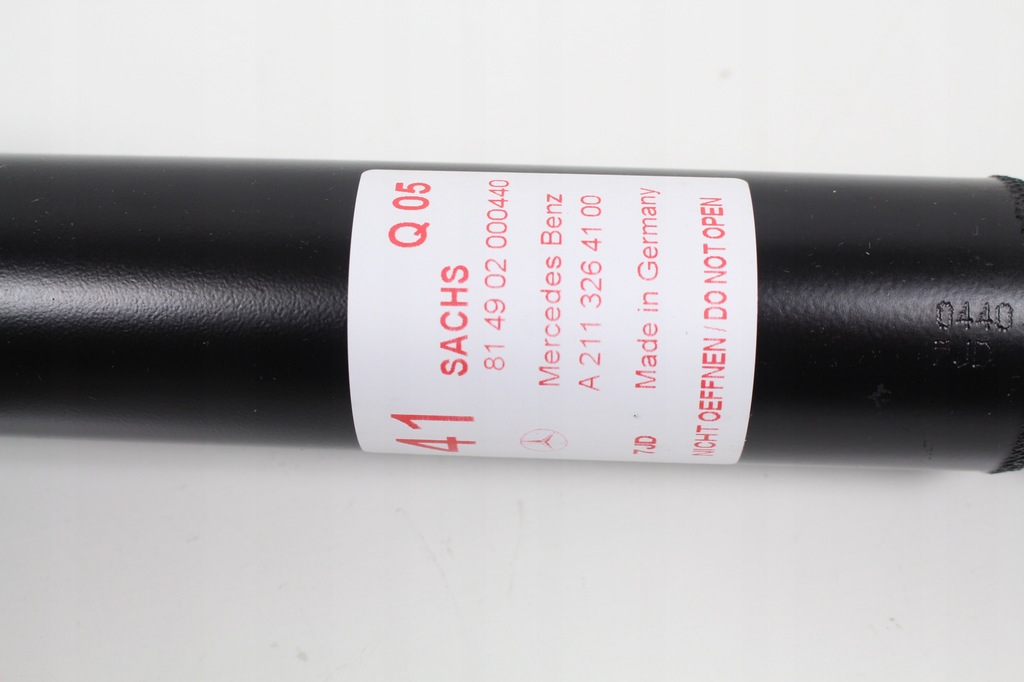 41
Q 05
SACHS
81 49 02 000440
Mercedes Benz
A 211 326 41 00
7JD Made in Germany
NICHT OEFFNEN / DO NOT OPEN
0440
JD